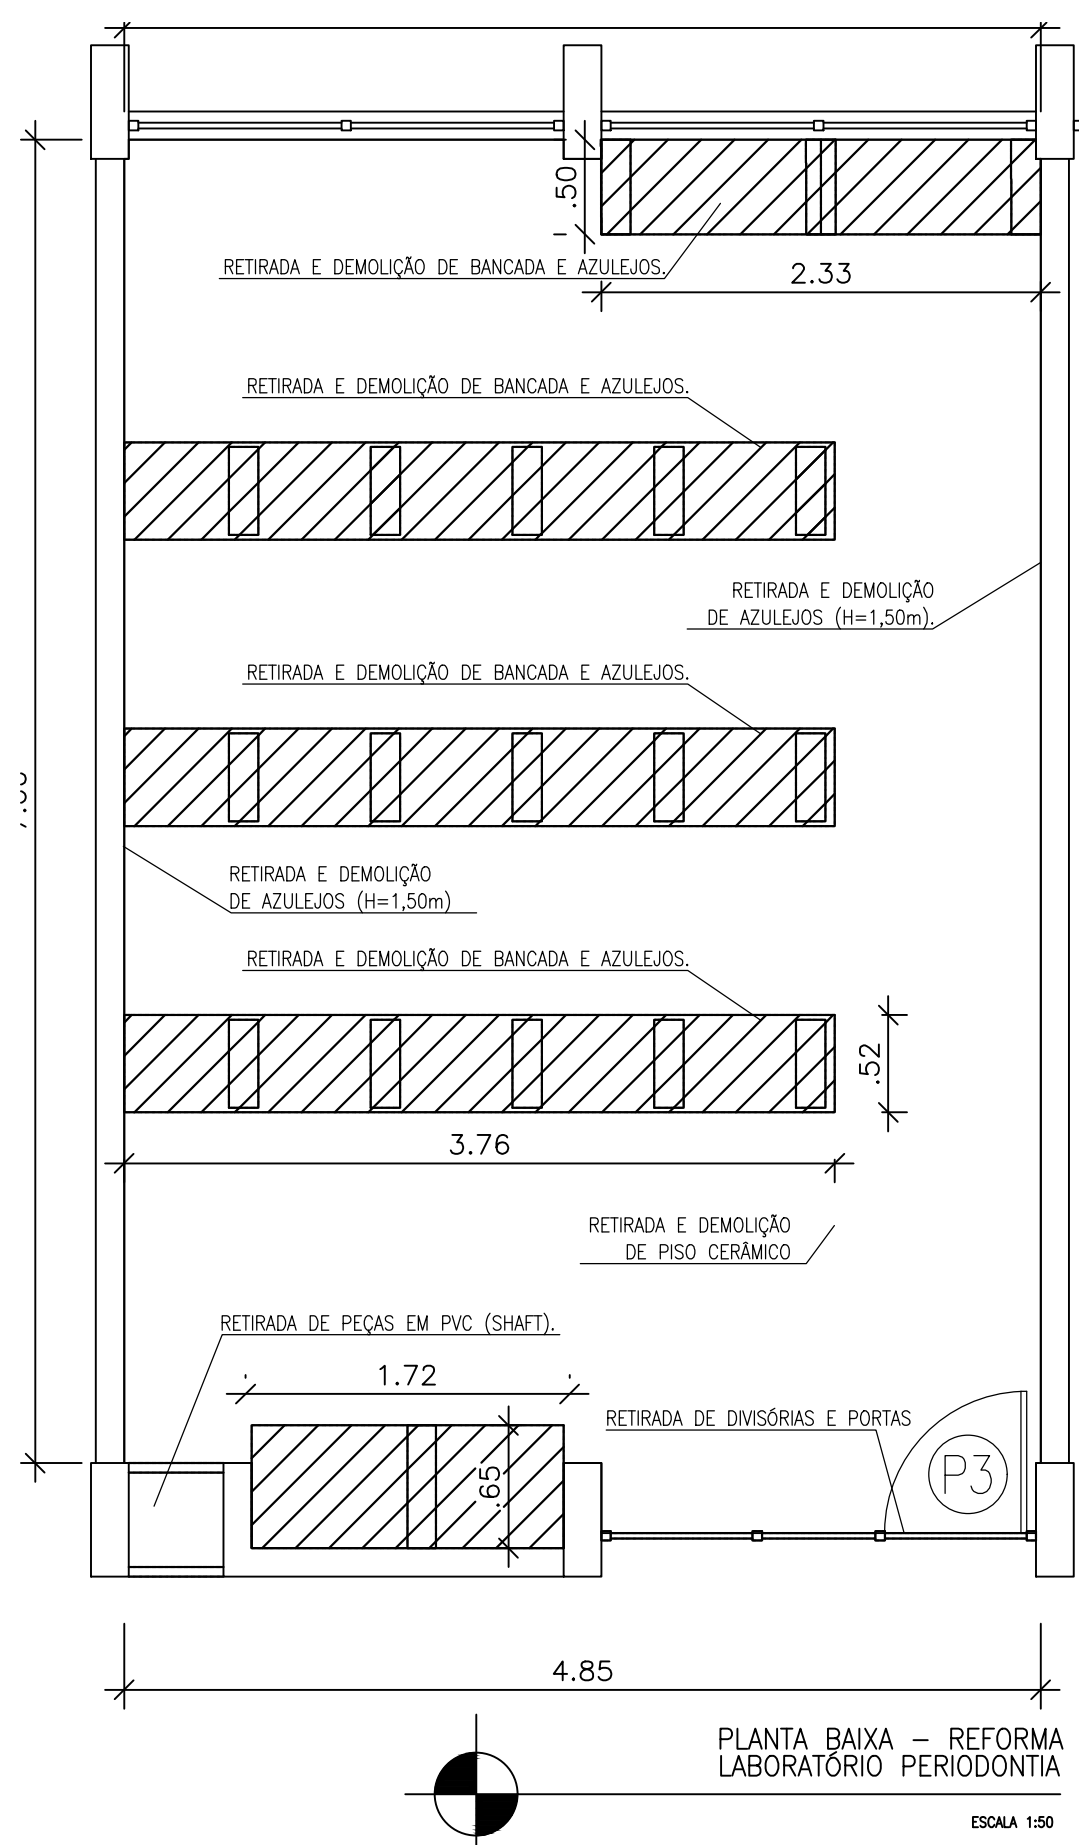 .50
RETIRADA E DEMOLIÇÃO DE BANCADA E AZULEJOS.
2.33
RETIRADA E DEMOLIÇÃO DE BANCADA E AZULEJOS.
RETIRADA E DEMOLIÇÃO
DE AZULEJOS (H=1,50m).
RETIRADA E DEMOLIÇÃO DE BANCADA E AZULEJOS.
RETIRADA E DEMOLIÇÃO
DE AZULEJOS (H=1,50m)
RETIRADA E DEMOLIÇÃO DE BANCADA E AZULEJOS.
.52
3.76
RETIRADA E DEMOLIÇÃO
DE PISO CERÂMICO
RETIRADA DE PEÇAS EM PVC (SHAFT).
1.72
RETIRADA DE DIVISÓRIAS E PORTAS
P3
.65
4.85
PLANTA BAIXA – REFORMA
LABORATÓRIO PERIODONTIA
ESCALA 1:50